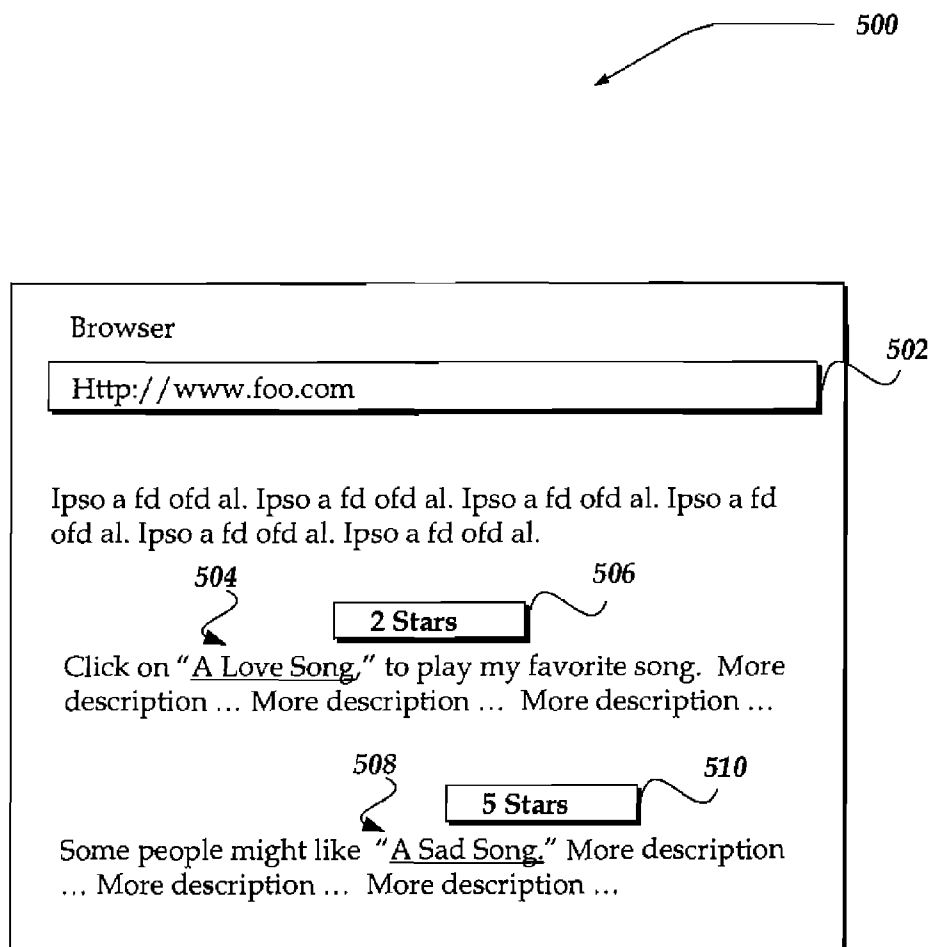 500
Browser
502
Http://www.foo.com
Ipso a fd ofd al. Ipso a fd ofd al. Ipso a fd ofd al. Ipso a fd
ofd al. Ipso a fd ofd al. Ipso a fd ofd al.
504
506
2 Stars
Click on "A Love Song," to play my favorite song. More
description ... More description ... More description ...
508
510
5 Stars
Some people might like "A Sad Song." More description
... More description ... More description ...